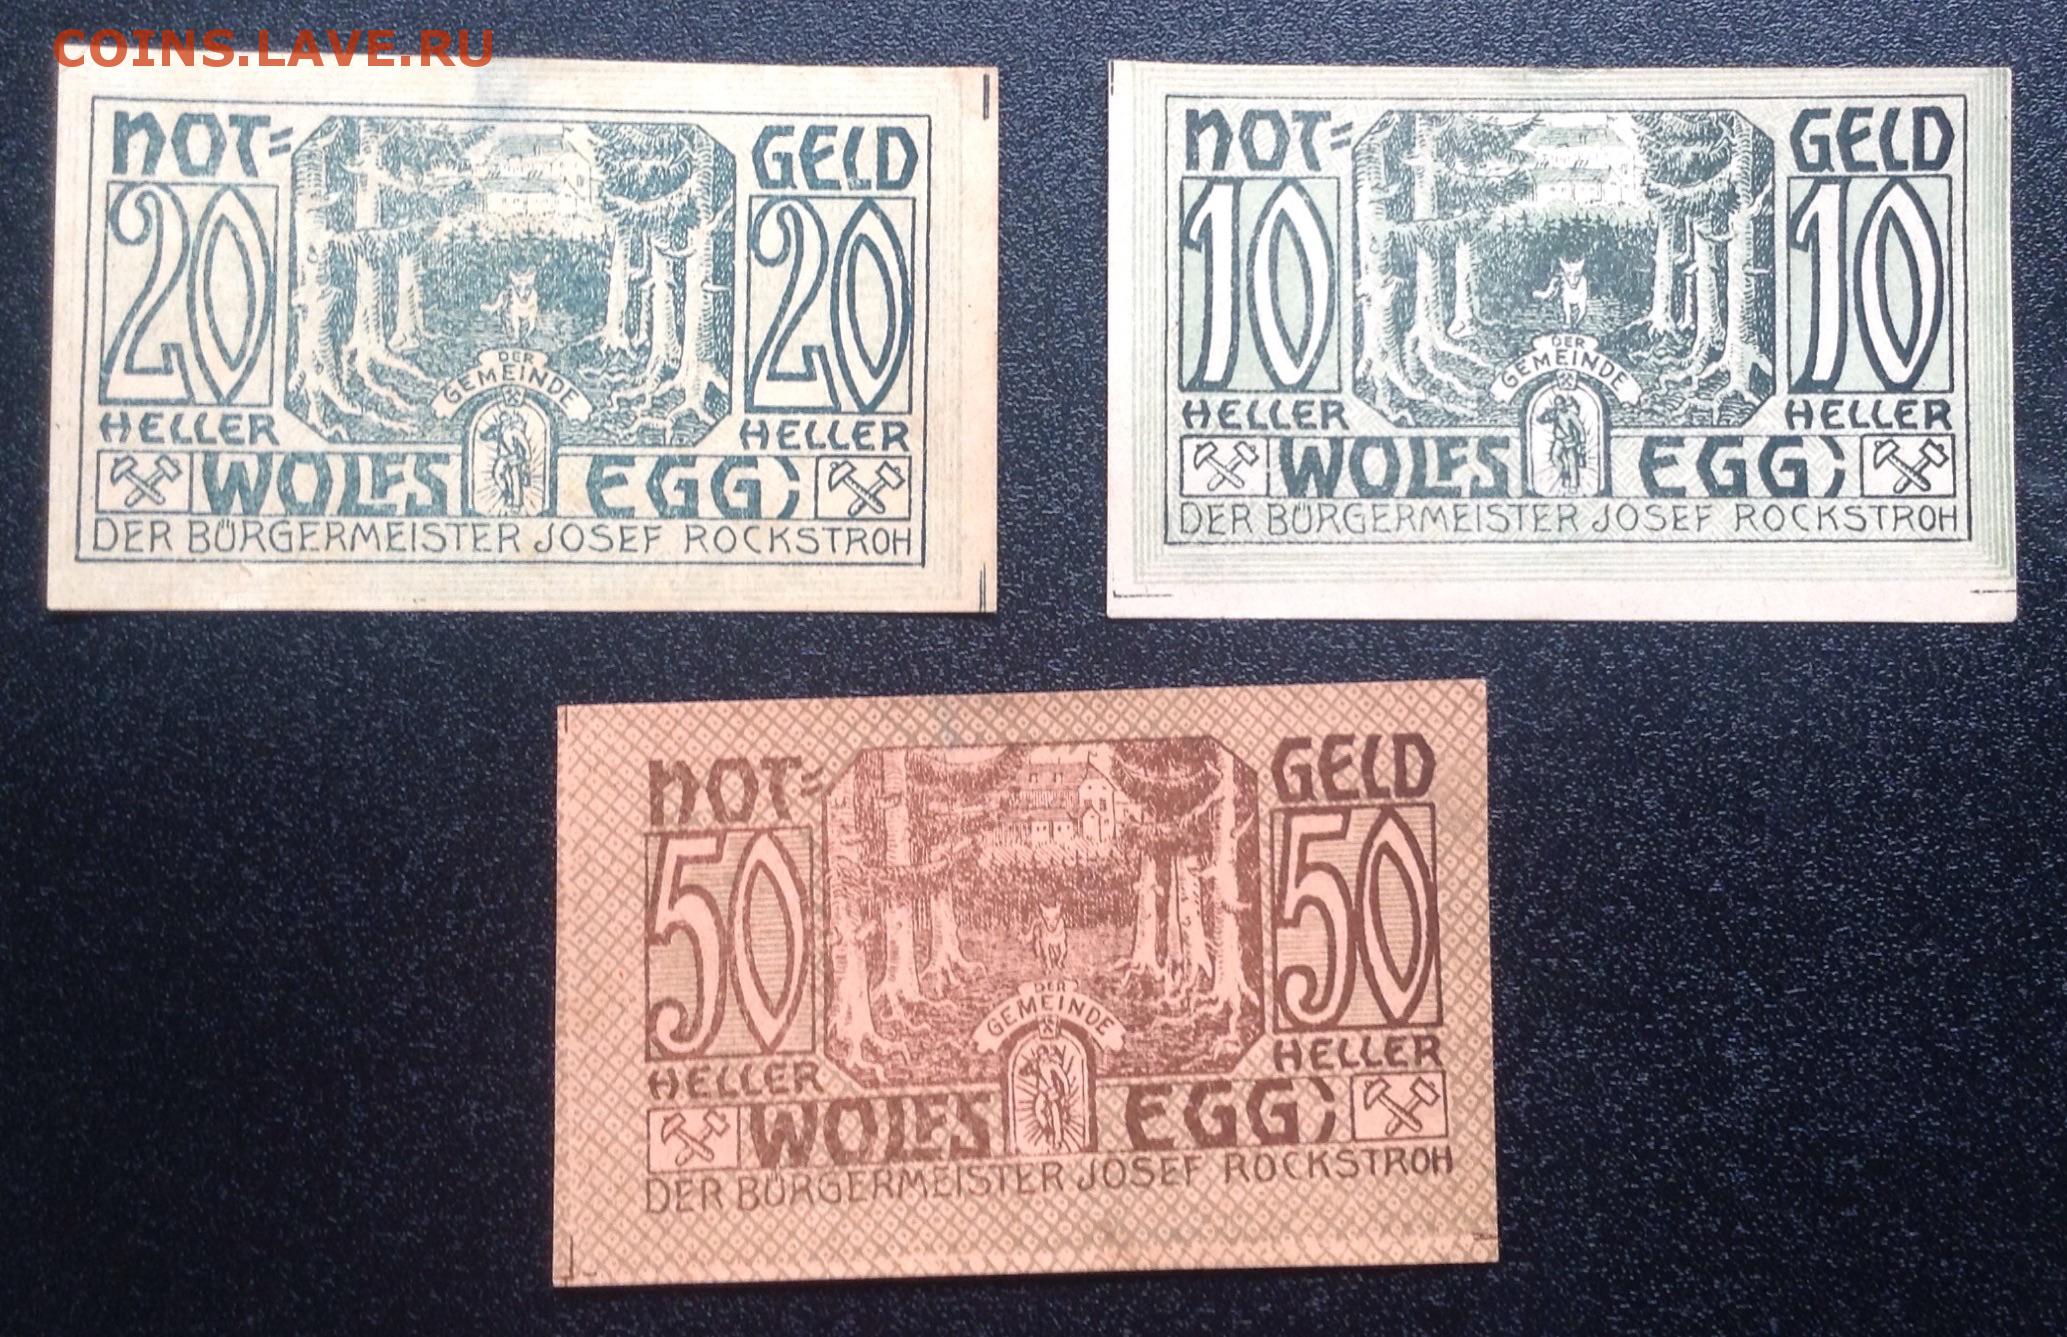 COINS.LAVE.RU
NOT= GELD
20 20
HELLER HELLER
DER
GEMEINDE
WOLFS EGG
DER BÜRGERMEISTER JOSEF ROCKSTROH
NOT= GELD
10 10
HELLER HELLER
DER
GEMEINDE
WOLFS EGG
DER BÜRGERMEISTER JOSEF ROCKSTROH
NOT= GELD
50 50
HELLER HELLER
DER
GEMEINDE
WOLFS EGG
DER BÜRGERMEISTER JOSEF ROCKSTROH